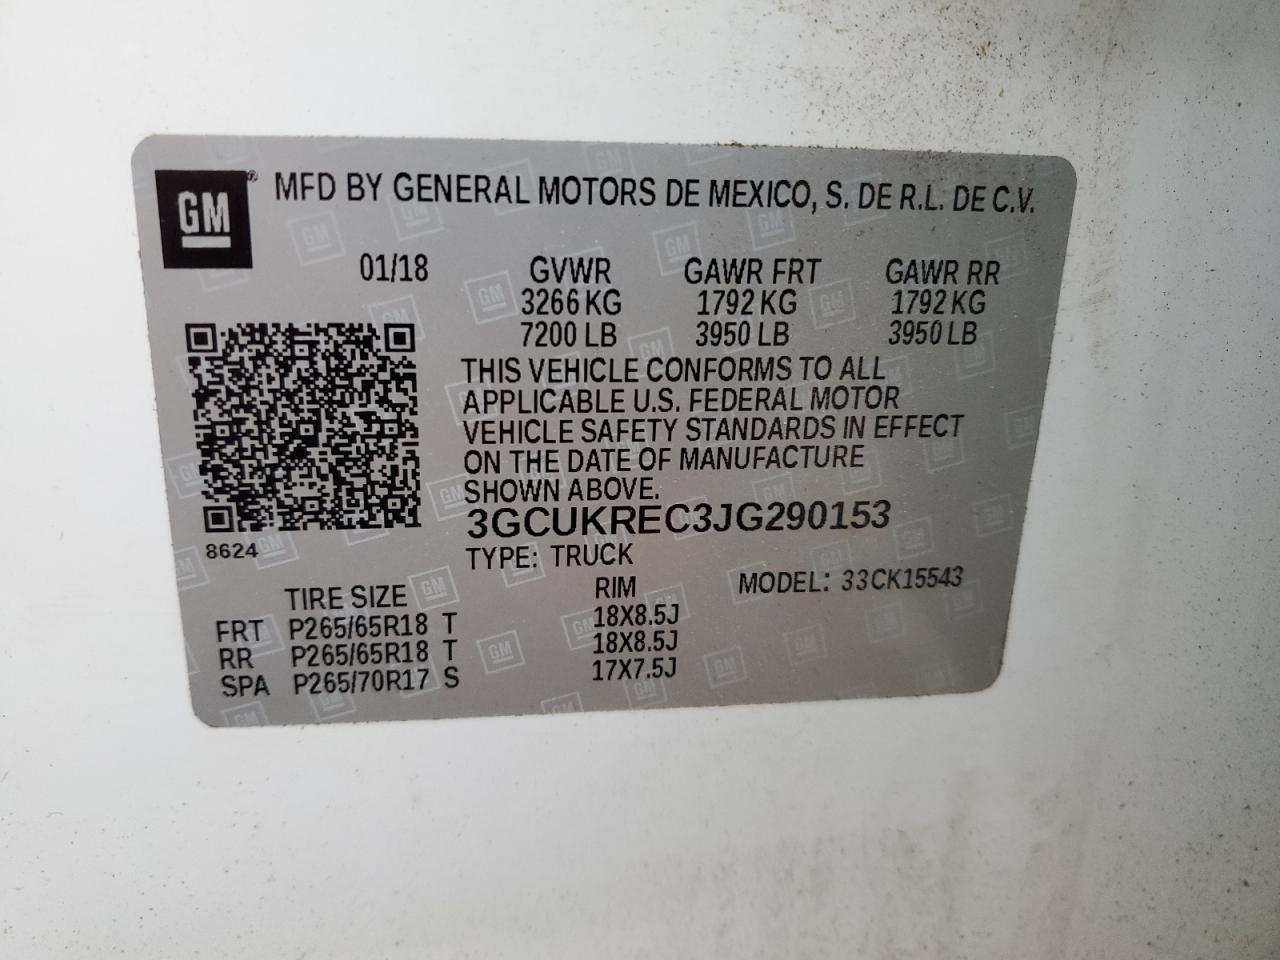 GM® MFD BY GENERAL MOTORS DE MEXICO, S. DE R.L. DE C.V.
01/18 GVWR GAWR FRT GAWR RR
3266 KG 1792 KG 1792 KG
7200 LB 3950 LB 3950 LB
THIS VEHICLE CONFORMS TO ALL
APPLICABLE U.S. FEDERAL MOTOR
VEHICLE SAFETY STANDARDS IN EFFECT
ON THE DATE OF MANUFACTURE
SHOWN ABOVE.
3GCUKREC3JG290153
8624 TYPE: TRUCK
TIRE SIZE RIM MODEL: 33CK15543
FRT P265/65R18 T 18X8.5J
RR P265/65R18 T 18X8.5J
SPA P265/70R17 S 17X7.5J